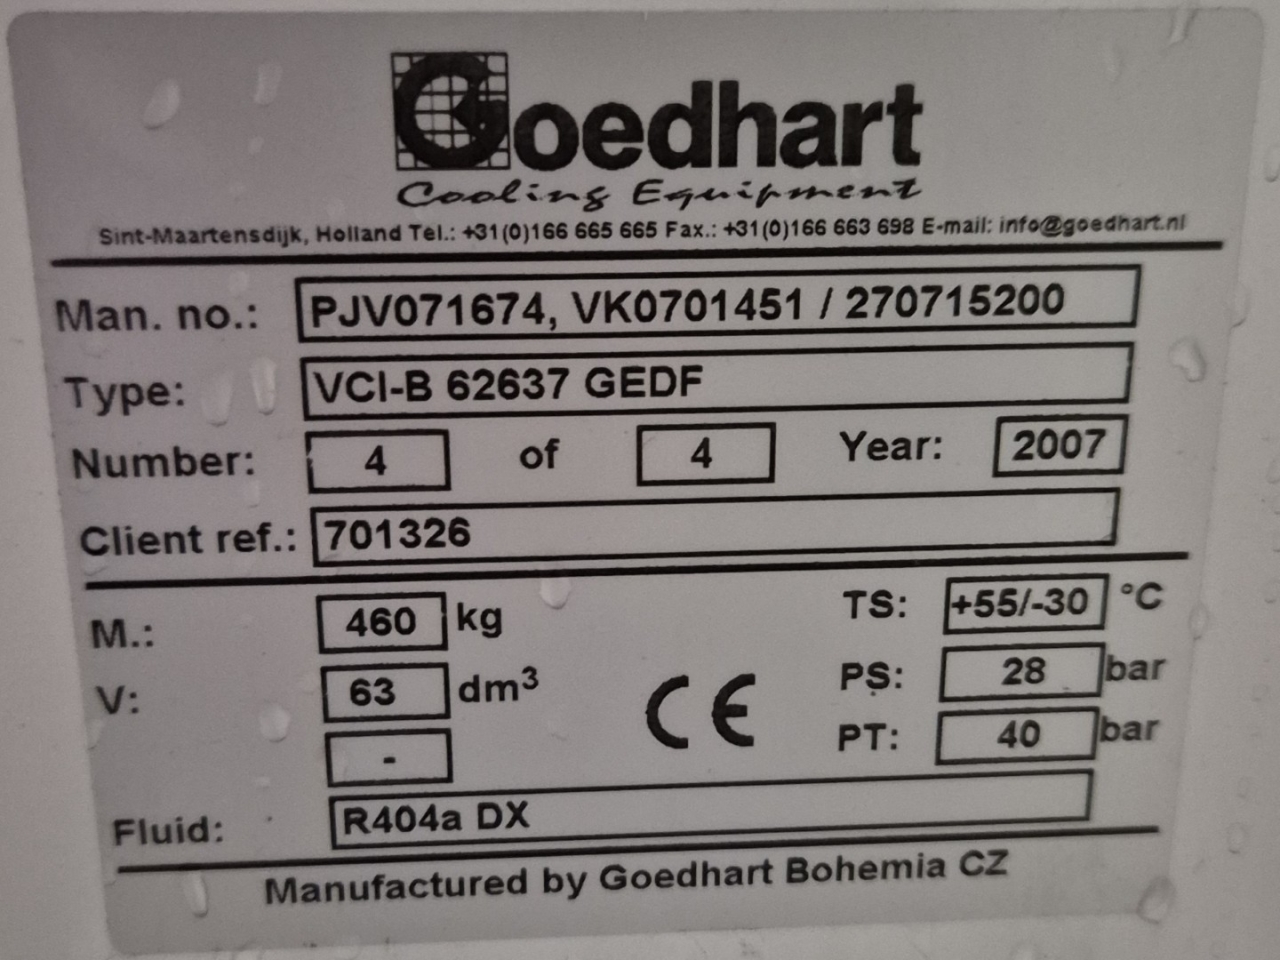 Goedhart
Cooling Equipment
Sint-Maartensdijk, Holland Tel.: +31(0)166 665 665 Fax.: +31(0)166 663 698 E-mail: info@goedhart.nl
Man. no.: PJV071674, VK0701451 / 270715200
Type: VCI-B 62637 GEDF
Number: 4 of 4 Year: 2007
Client ref.: 701326
M.: 460 kg TS: +55/-30 °C
V: 63 dm³ CE PS: 28 bar
- PT: 40 bar
Fluid: R404a DX
Manufactured by Goedhart Bohemia CZ